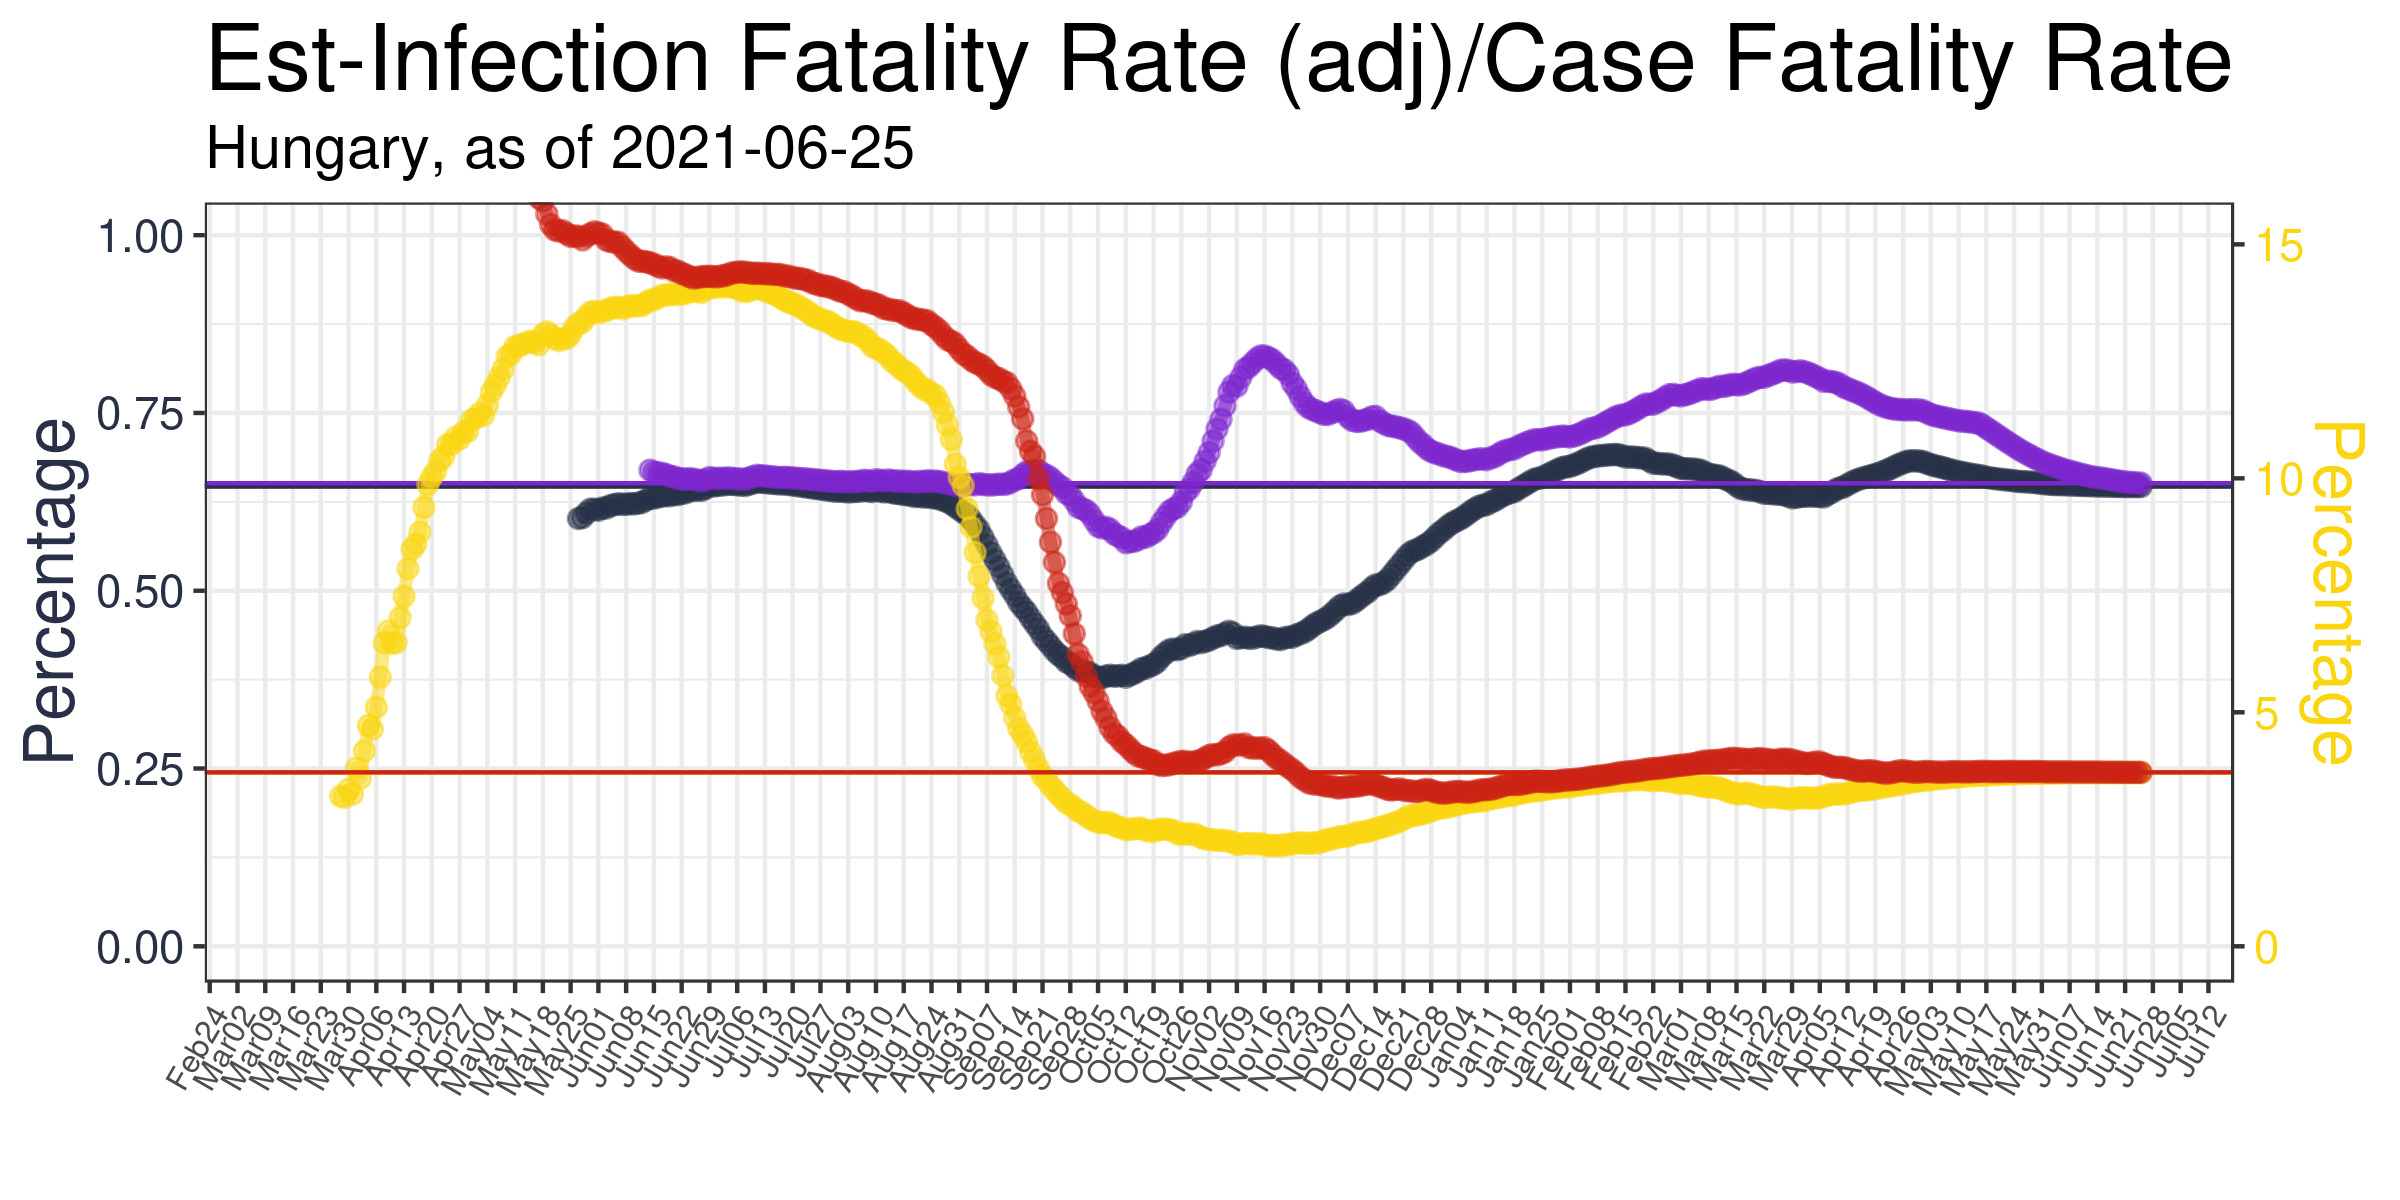 Est-Infection Fatality Rate (adj)/Case Fatality Rate
Hungary, as of 2021-06-25
Percentage
1.00
0.75
0.50
0.25
0.00
15
10
5
0
Percentage
Feb24
Mar02
Mar09
Mar16
Mar23
Mar30
Apr06
Apr13
Apr20
Apr27
May04
May11
May18
May25
Jun01
Jun08
Jun15
Jun22
Jun29
Jul06
Jul13
Jul20
Jul27
Aug03
Aug10
Aug17
Aug24
Aug31
Sep07
Sep14
Sep21
Sep28
Oct05
Oct12
Oct19
Oct26
Nov02
Nov09
Nov16
Nov23
Nov30
Dec07
Dec14
Dec21
Dec28
Jan04
Jan11
Jan18
Jan25
Feb01
Feb08
Feb15
Feb22
Mar01
Mar08
Mar15
Mar22
Mar29
Apr05
Apr12
Apr19
Apr26
May03
May10
May17
May24
May31
Jun07
Jun14
Jun21
Jun28
Jul05
Jul12